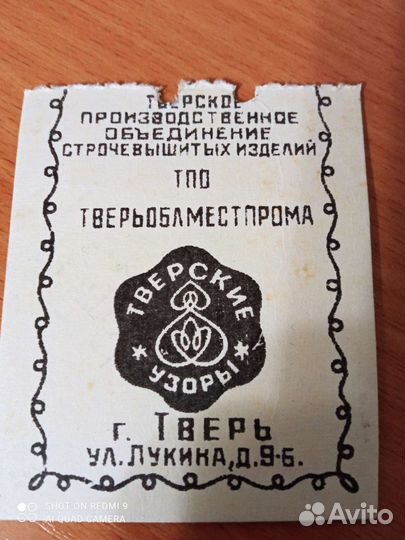 ТВЕРСКОЕ
ПРОИЗВОДСТВЕННОЕ
ОБЪЕДИНЕНИЕ
СТРОЧЕВЫШИТЫХ ИЗДЕЛИЙ
ТПО
ТВЕРЬОБЛМЕСТПРОМА
ТВЕРСКИЕ
* УЗОРЫ *
г. ТВЕРЬ
УЛ. ЛУКИНА, Д. 9-Б.
SHOT ON REDMI 9
AI QUAD CAMERA
Avito